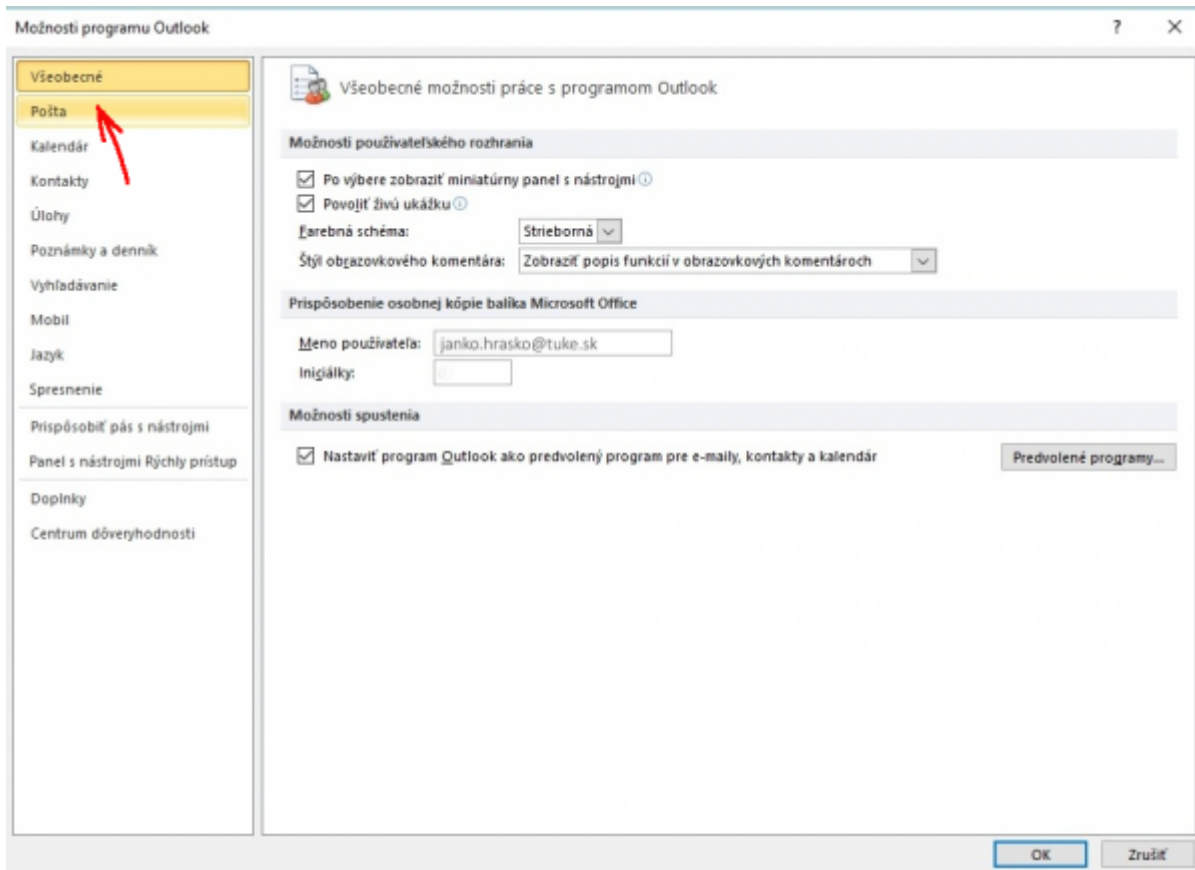 Možnosti programu Outlook
?
Všeobecné
Pošta
Kalendár
Kontakty
Úlohy
Poznámky a denník
Vyhľadávanie
Mobil
Jazyk
Spresnenie
Prispôsobiť pás s nástrojmi
Panel s nástrojmi Rýchly prístup
Doplnky
Centrum dôveryhodnosti
Všeobecné možnosti práce s programom Outlook
Možnosti používateľského rozhrania
Po výbere zobraziť miniatúrny panel s nástrojmi
Povoliť živú ukážku
Farebná schéma: Strieborná
Štýl obrazovkového komentára: Zobraziť popis funkcií v obrazovkových komentároch
Prispôsobenie osobnej kópie balíka Microsoft Office
Meno používateľa: janko.hrasko@tuke.sk
Iniciálky:
Možnosti spustenia
Nastaviť program Outlook ako predvolený program pre e-maily, kontakty a kalendár Predvolené programy...
OK Zrušiť